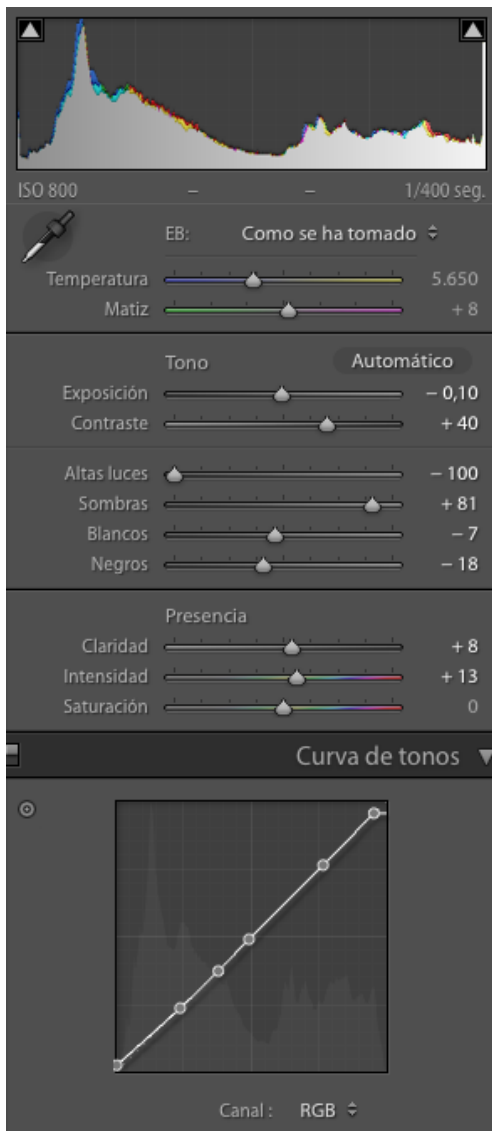 ISO 800 – – 1/400 seg.
EB: Como se ha tomado
Temperatura 5.650
Matiz + 8
Tono Automático
Exposición – 0,10
Contraste + 40
Altas luces – 100
Sombras + 81
Blancos – 7
Negros – 18
Presencia
Claridad + 8
Intensidad + 13
Saturación 0
Curva de tonos
Canal : RGB